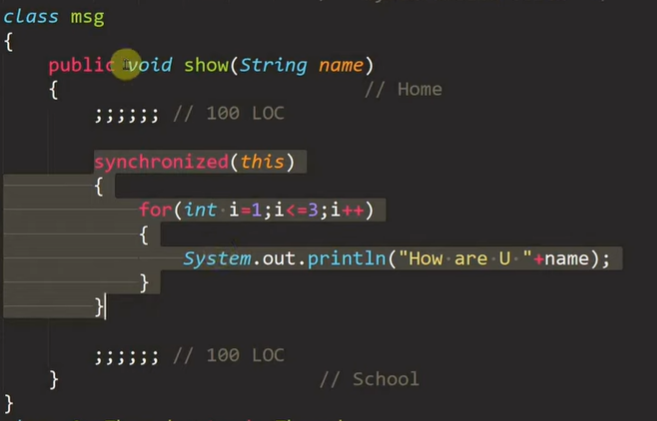 class msg
{
public void show(String name)
{ // Home
;;;;;; // 100 LOC
synchronized(this)
{
for(int i=1;i<=3;i++)
{
System.out.println("How are U "+name);
}
}
;;;;;; // 100 LOC
} // School
}